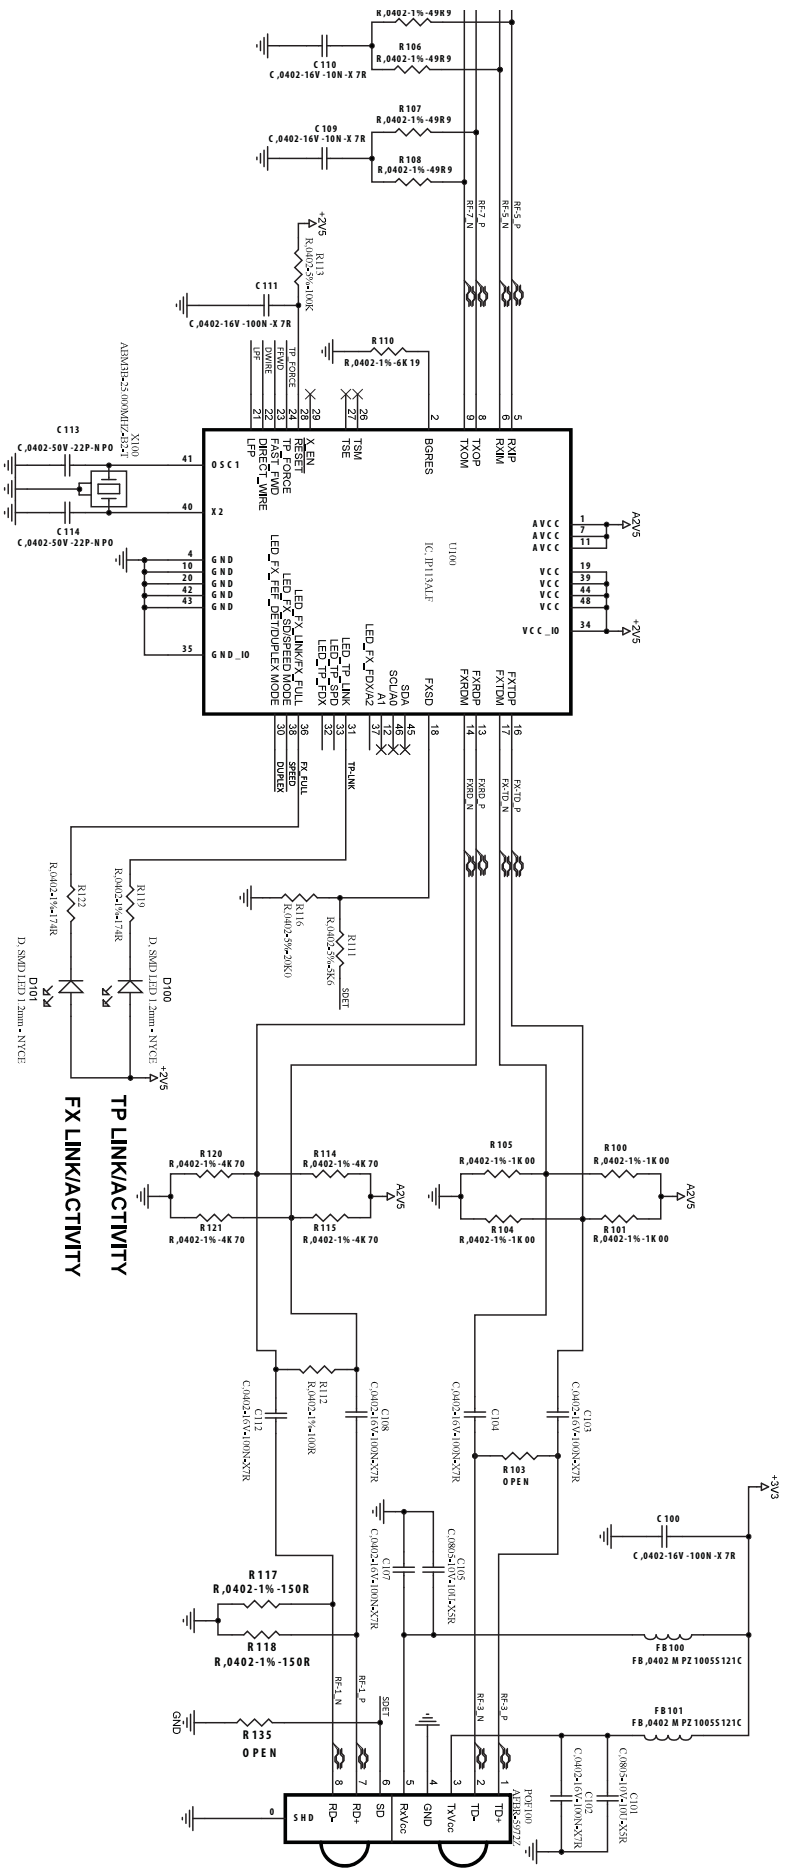 R,0402-1%-49R9
R106
R,0402-1%-49R9
C110
C,0402-16V-10N-X7R
R107
R,0402-1%-49R9
C109
C,0402-16V-10N-X7R
R108
R,0402-1%-49R9
RF-7_N
RF-7_P
RF-5_N
RF-5_P
+2V5
R113
R,0402-5%-100K
C111
C,0402-16V-100N-X7R
R110
R,0402-1%-6K19
LPF
DWIRE
FFWD
TP_FORCE
21
22
23
24
28
29
27
26
2
9
8
6
5
LFP
DIRECT_WIRE
FAST_FWD
TP_FORCE
RESET
X_EN
TSE
TSM
BGRES
TXOM
TXOP
RXIM
RXIP
ABM3B-25.000MHZ-B2-T
X100
C113
C,0402-50V-22P-NPO
41
OSC1
40
X2
C114
C,0402-50V-22P-NPO
U100
IC, IP113ALF
4
GND
10
GND
20
GND
42
GND
43
GND
35
GND_IO
AVCC
1
AVCC
7
AVCC
11
A2V5
VCC
19
VCC
39
VCC
44
VCC
48
VCC_IO
34
+2V5
LED_FX_FEF_DET/DUPLEX MODE
LED_FX_SD/SPEED MODE
LED_FX_LINK/FX_FULL
LED_TP_FDX
LED_TP_SPD
LED_TP_LINK
LED_FX_FDX/A2
A1
SCL/A0
SDA
FXSD
FXRDM
FXRDP
FXTDM
FXTDP
30
38
36
32
33
31
37
12
46
45
18
14
13
17
16
DUPLEX
SPEED
FX_FULL
TP-LNK
FXRD_N
FXRD_P
FX-TD_N
FX-TD_P
R122
R,0402-1%-174R
R119
R,0402-1%-174R
R116
R,0402-5%-20K0
R111
R,0402-5%-5K6
SDET
D101
D, SMD LED 1.2mm - NYCE
D100
D, SMD LED 1.2mm - NYCE
+2V5
FX LINK/ACTIVITY
TP LINK/ACTIVITY
R120
R,0402-1%-4K70
R114
R,0402-1%-4K70
A2V5
R121
R,0402-1%-4K70
R115
R,0402-1%-4K70
R105
R,0402-1%-1K00
R100
R,0402-1%-1K00
A2V5
R104
R,0402-1%-1K00
R101
R,0402-1%-1K00
C112
C,0402-16V-100N-X7R
R112
R,0402-1%-100R
C108
C,0402-16V-100N-X7R
C104
C,0402-16V-100N-X7R
C103
C,0402-16V-100N-X7R
R103
OPEN
+3V3
C100
C,0402-16V-100N-X7R
C107
C,0402-16V-100N-X7R
C105
C,0805-10V-10U-X5R
R117
R,0402-1%-150R
R118
R,0402-1%-150R
FB100
FB,0402 MPZ1005S121C
FB101
FB,0402 MPZ1005S121C
RF-1_N
RF-1_P
SDET
RF-3_N
RF-3_P
GND
R135
OPEN
C102
C,0402-16V-100N-X7R
C101
C,0805-10V-10U-X5R
8
7
6
5
4
3
2
1
POF100
AFBR-5972Z
0
SHD
RD-
RD+
SD
RxVcc
GND
TxVcc
TD-
TD+